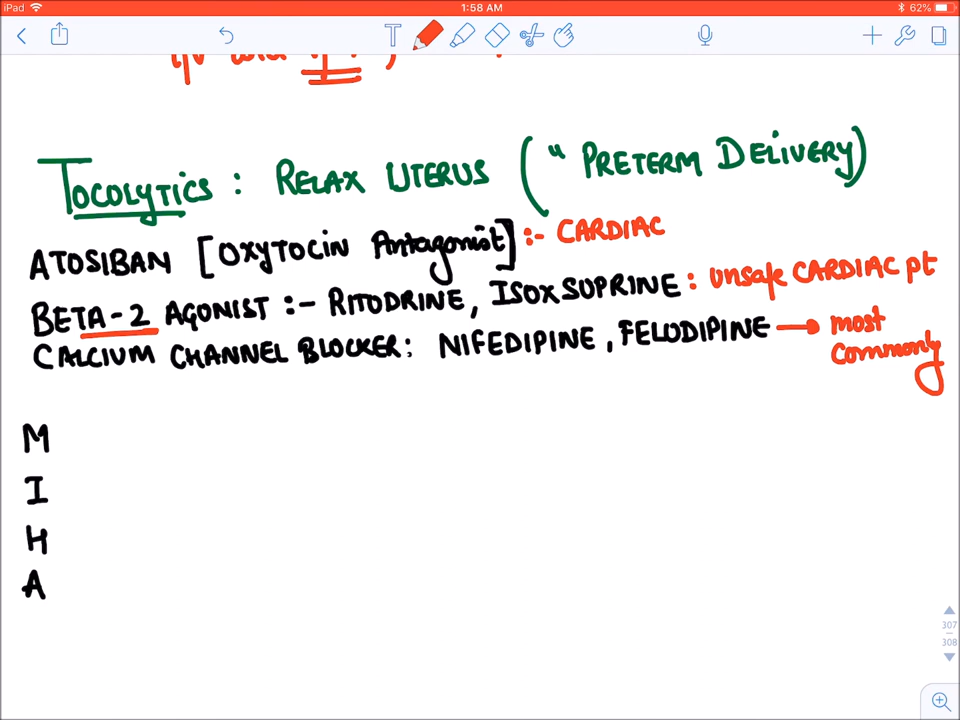 iPad 1:58 AM 62%
T
TOCOLYTICS : RELAX UTERUS ( " PRETERM DELIVERY )
ATOSIBAN [OXYTOCIN Antagonist] :- CARDIAC
BETA-2 AGONIST :- RITODRINE, ISOXSUPRINE : unsafe CARDIAC pt
CALCIUM CHANNEL BLOCKER: NIFEDIPINE , FELODIPINE → most commonly
M
I
H
A
307
308